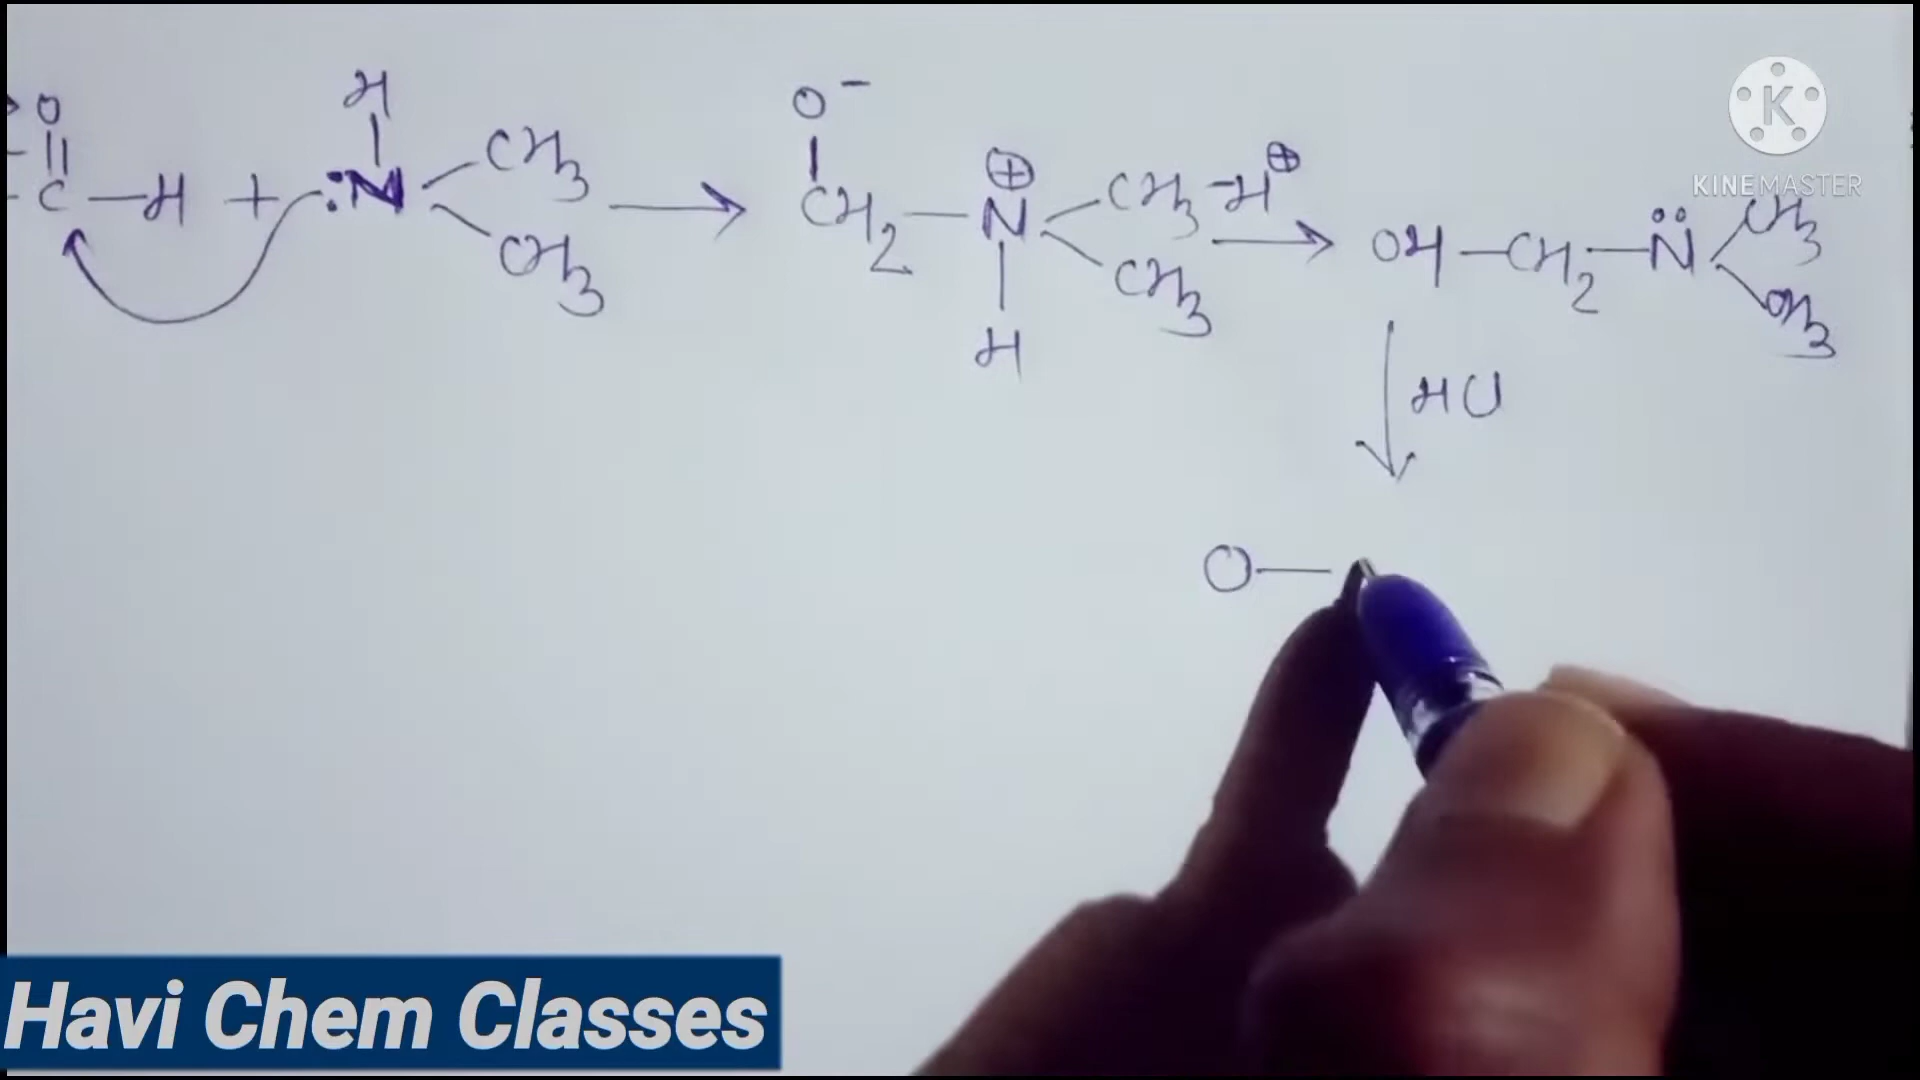 O O⁻
H CH3 ⊕ CH3 -H⊕ CH3
C—H + :N —> CH2—N —> OH—CH2—N̈
CH3 CH3 CH3
H
HCl
O—
KINEMASTER
Havi Chem Classes